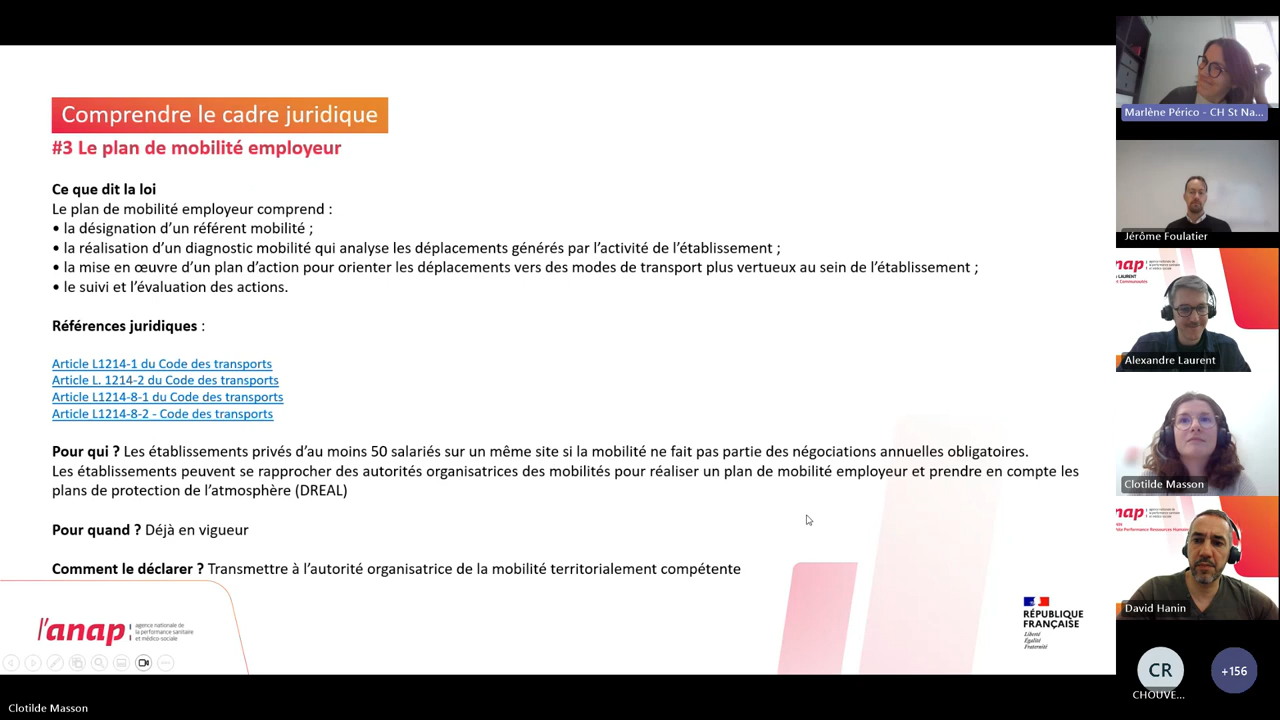 Comprendre le cadre juridique
#3 Le plan de mobilité employeur
Ce que dit la loi
Le plan de mobilité employeur comprend :
• la désignation d'un référent mobilité ;
• la réalisation d'un diagnostic mobilité qui analyse les déplacements générés par l'activité de l'établissement ;
• la mise en œuvre d'un plan d'action pour orienter les déplacements vers des modes de transport plus vertueux au sein de l'établissement ;
• le suivi et l'évaluation des actions.
Références juridiques :
Article L1214-1 du Code des transports
Article L. 1214-2 du Code des transports
Article L1214-8-1 du Code des transports
Article L1214-8-2 - Code des transports
Pour qui ? Les établissements privés d'au moins 50 salariés sur un même site si la mobilité ne fait pas partie des négociations annuelles obligatoires.
Les établissements peuvent se rapprocher des autorités organisatrices des mobilités pour réaliser un plan de mobilité employeur et prendre en compte les
plans de protection de l'atmosphère (DREAL)
Pour quand ? Déjà en vigueur
Comment le déclarer ? Transmettre à l'autorité organisatrice de la mobilité territorialement compétente
l'anap
agence nationale de
la performance sanitaire
et médico-sociale
RÉPUBLIQUE
FRANÇAISE
Liberté
Égalité
Fraternité
Clotilde Masson
Marlène Périco - CH St Na...
Jérôme Foulatier
nap
LAURENT
Alexandre Laurent
Clotilde Masson
nap
David Hanin
CR
CHOUVE...
+156